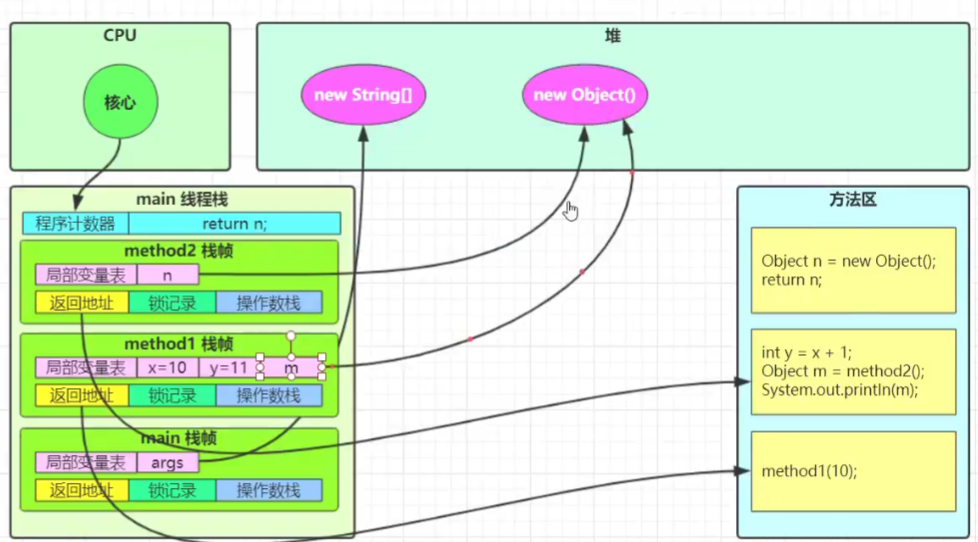 CPU
核心
堆
new String[]
new Object()
main 线程栈
程序计数器
return n;
method2 栈帧
局部变量表
n
返回地址
锁记录
操作数栈
method1 栈帧
局部变量表
x=10
y=11
m
返回地址
锁记录
操作数栈
main 栈帧
局部变量表
args
返回地址
锁记录
操作数栈
方法区
Object n = new Object();
return n;
int y = x + 1;
Object m = method2();
System.out.println(m);
method1(10);